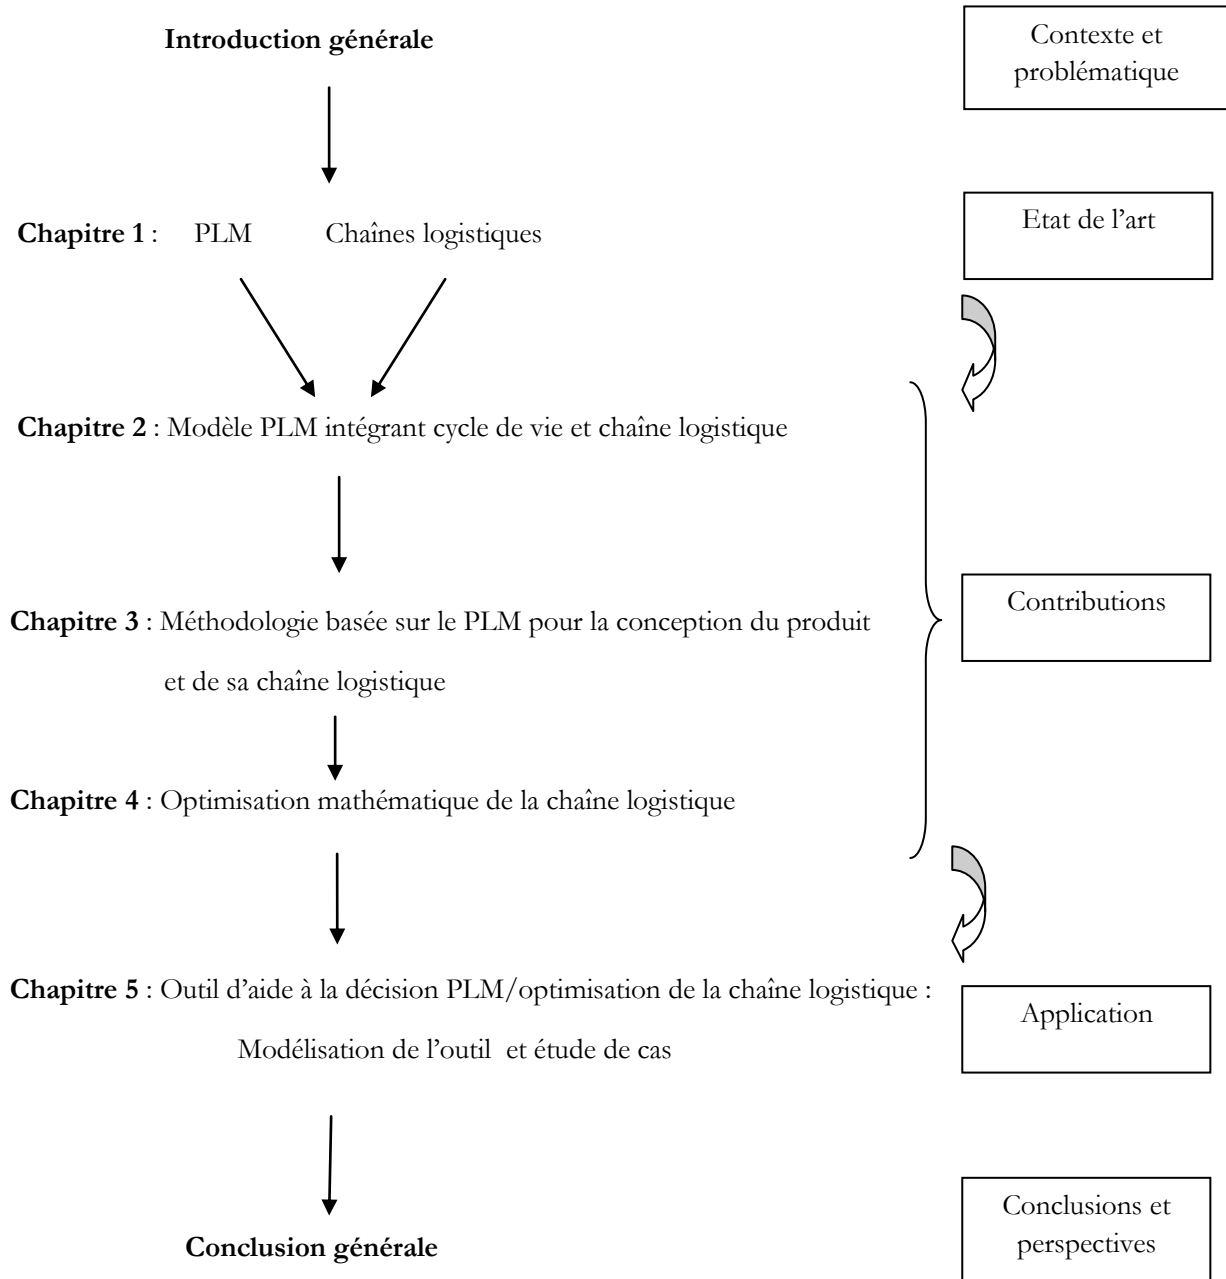 Introduction générale
Contexte et
problématique
Chapitre 1 : PLM Chaînes logistiques
Etat de l’art
Chapitre 2 : Modèle PLM intégrant cycle de vie et chaîne logistique
Chapitre 3 : Méthodologie basée sur le PLM pour la conception du produit
et de sa chaîne logistique
Contributions
Chapitre 4 : Optimisation mathématique de la chaîne logistique
Chapitre 5 : Outil d’aide à la décision PLM/optimisation de la chaîne logistique :
Modélisation de l’outil et étude de cas
Application
Conclusion générale
Conclusions et
perspectives